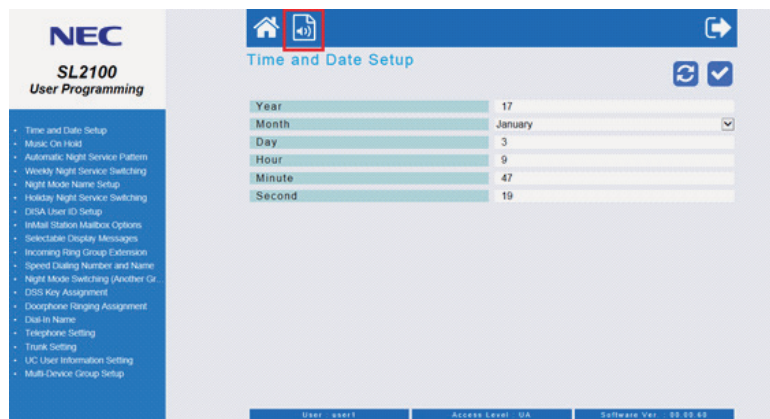 NEC
SL2100
User Programming
Time and Date Setup
Music On Hold
Automatic Night Service Pattern
Weekly Night Service Switching
Night Mode Name Setup
Holiday Night Service Switching
DISA User ID Setup
InMail Station Mailbox Options
Selectable Display Messages
Incoming Ring Group Extension
Speed Dialing Number and Name
Night Mode Switching (Another Gr...
DSS Key Assignment
Doorphone Ringing Assignment
Dial-In Name
Telephone Setting
Trunk Setting
UC User Information Setting
Multi-Device Group Setup
Time and Date Setup
Year 17
Month January
Day 3
Hour 9
Minute 47
Second 19
User : user1 Access Level : UA Software Ver. : 00.00.60